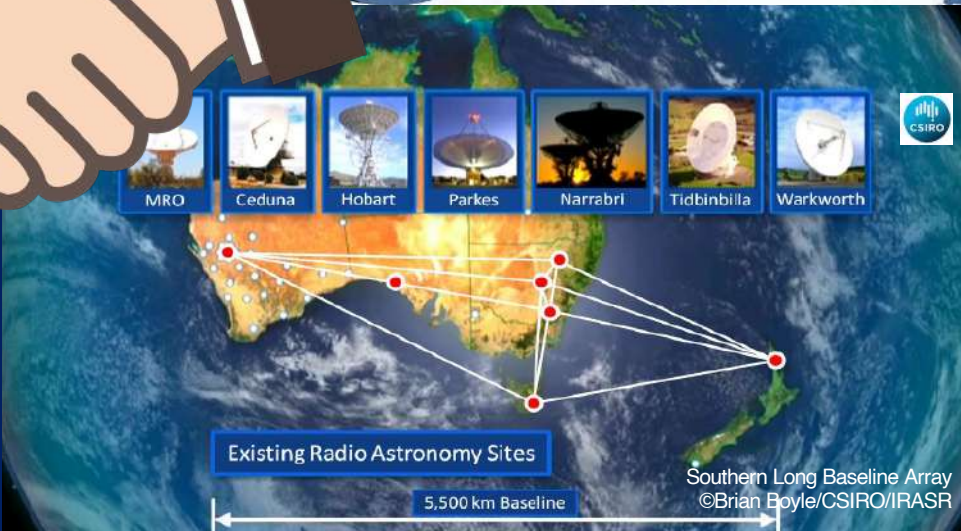 CSIRO
MRO
Ceduna
Hobart
Parkes
Narrabri
Tidbinbilla
Warkworth
Existing Radio Astronomy Sites
Southern Long Baseline Array
©Brian Boyle/CSIRO/IRASR
5,500 km Baseline